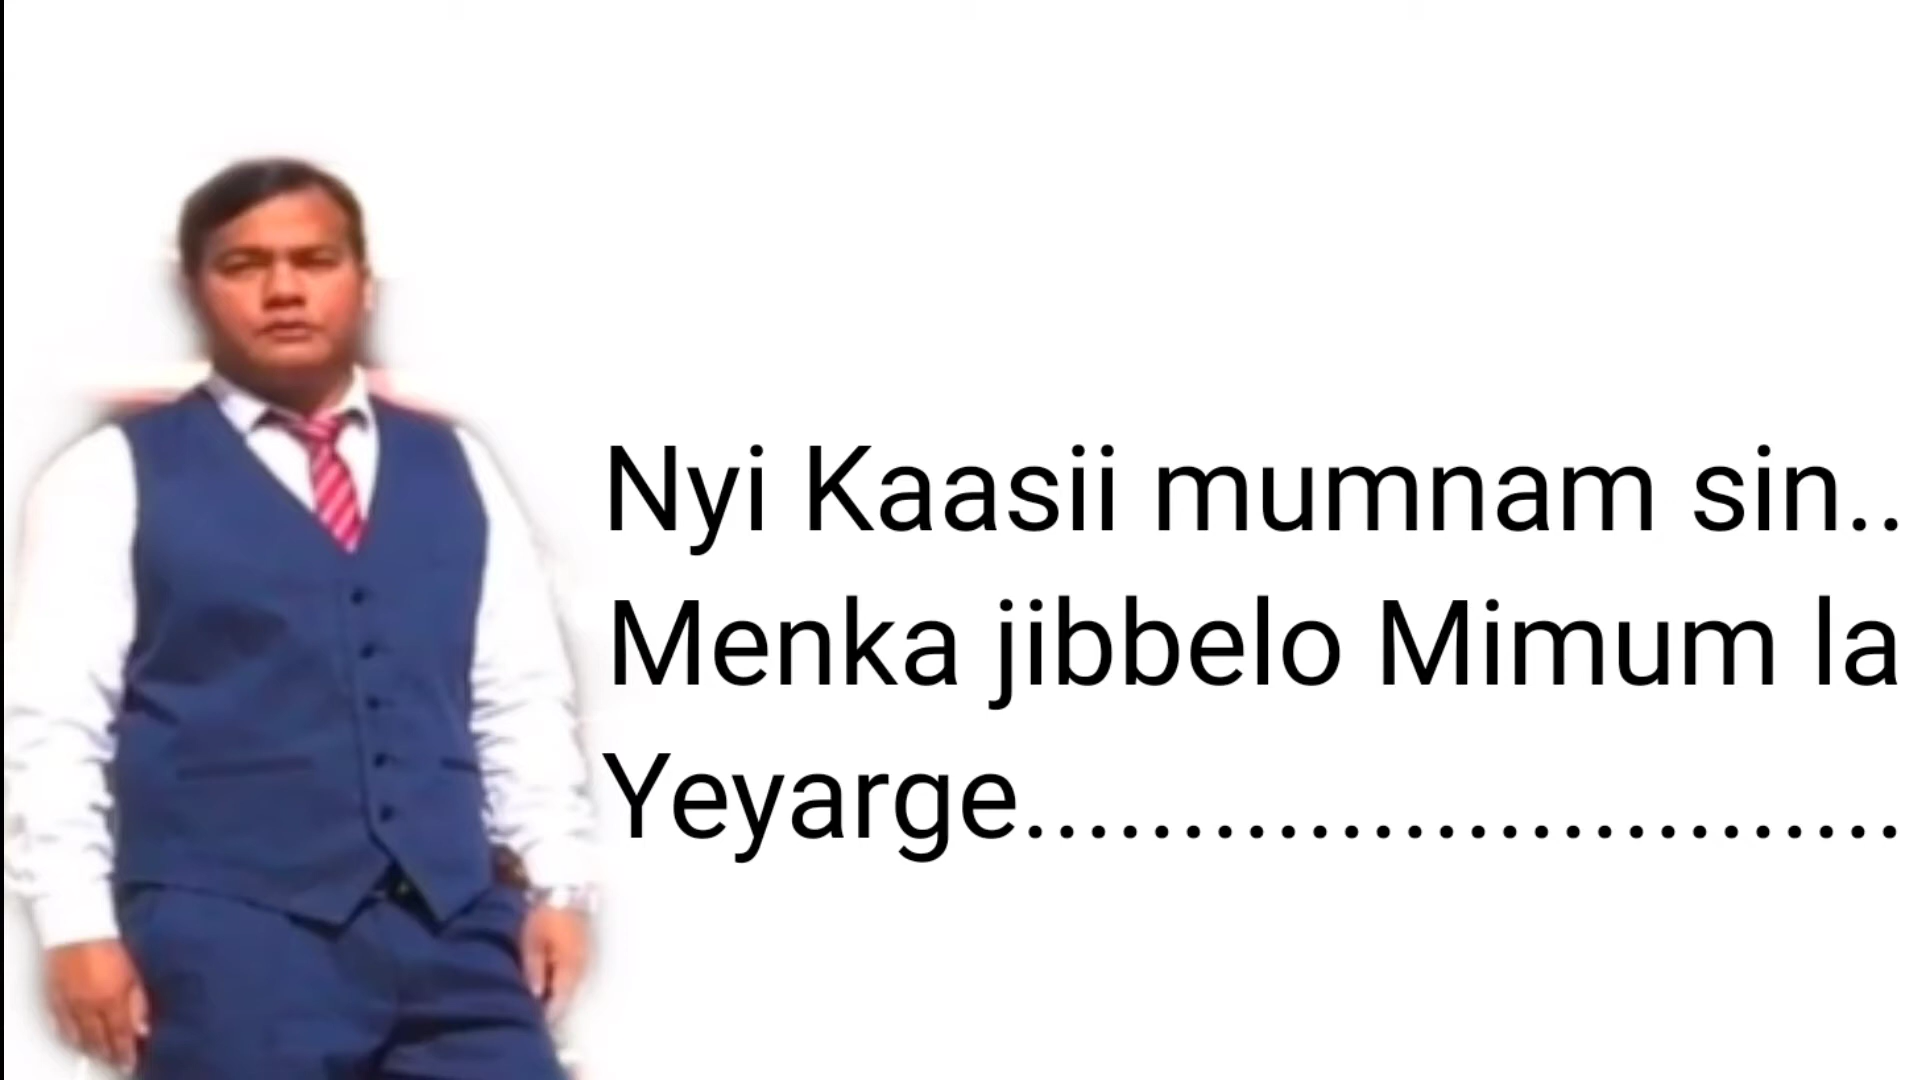 Nyi Kaasii mumnam sin..
Menka jibbelo Mimum la
Yeyarge............................